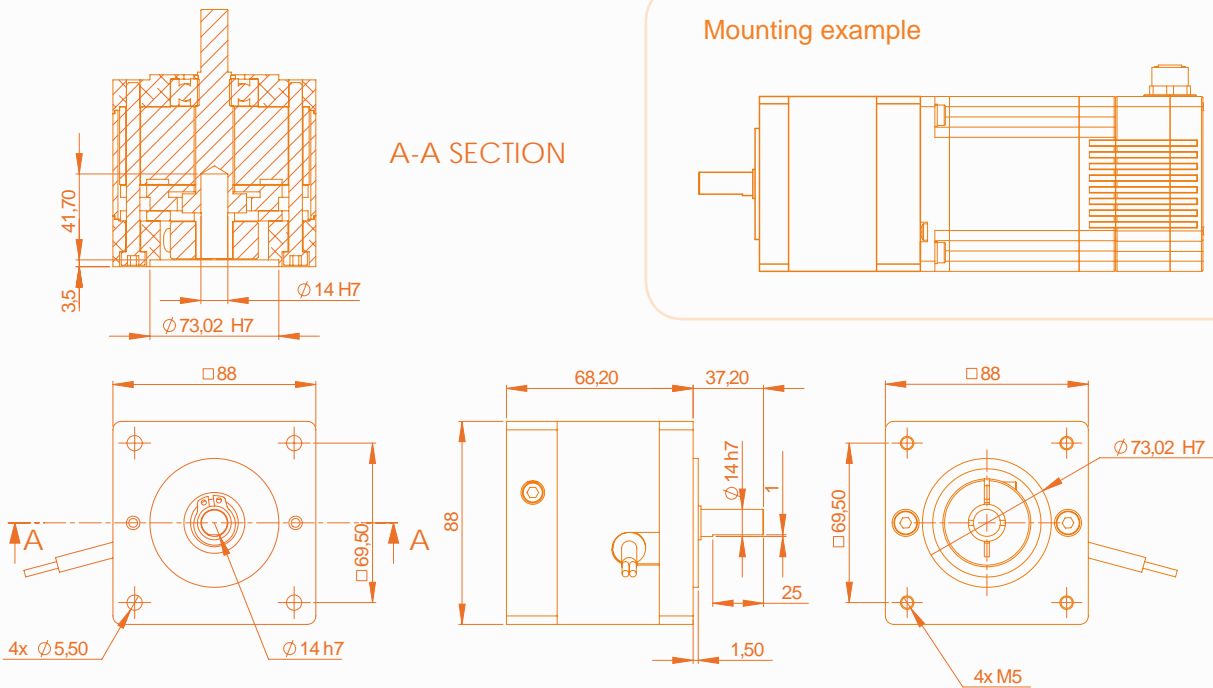 Mounting example
A-A SECTION
41,70
3,5
∅ 14 H7
∅ 73,02 H7
□ 88
68,20
37,20
□ 88
∅ 73,02 H7
∅ 14 h7
1
88
□ 69,50
□ 69,50
A
A
25
4x ∅ 5,50
∅ 14 h7
1,50
4x M5